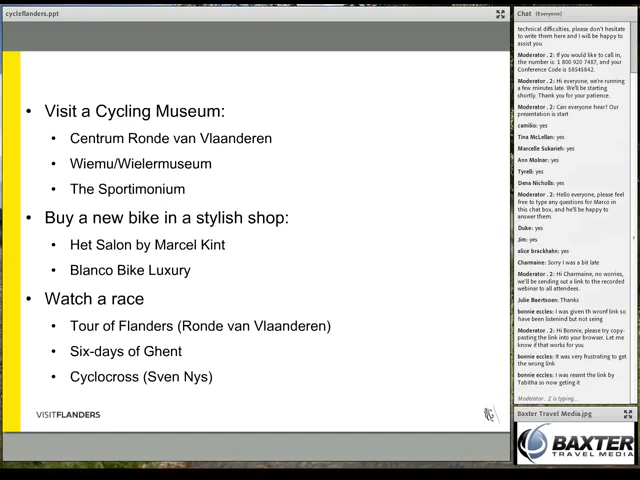 cycleflanders.ppt
• Visit a Cycling Museum:
• Centrum Ronde van Vlaanderen
• Wiemu/Wielermuseum
• The Sportimonium
• Buy a new bike in a stylish shop:
• Het Salon by Marcel Kint
• Blanco Bike Luxury
• Watch a race
• Tour of Flanders (Ronde van Vlaanderen)
• Six-days of Ghent
• Cyclocross (Sven Nys)
VISITFLANDERS
Chat (Everyone)
technical difficulties, please don't hesitate
to write them here and I will be happy to
assist you.
Moderator . 2: If you would like to call in,
the number is: 1 800 920 7487, and your
Conference Code is 58545842.
Moderator . 2: Hi everyone, we're running
a few minutes late. We'll be starting
shortly. Thank you for your patience.
Moderator . 2: Can everyone hear? Our
presentation is start
camilio: yes
Tina McLellan: yes
Marcelle Sukarieh: yes
Ann Molnar: yes
Tyrell: yes
Dena Nicholls: yes
Moderator . 2: Hello everyone, please feel
free to type any questions for Marco in
this chat box, and he'll be happy to
answer them.
Duke: yes
Jim: yes
alice brackhahn: yes
Charmaine: Sorry I was a bit late
Moderator . 2: Hi Charmaine, no worries,
we'll be sending out a link to the recorded
webinar to all attendees.
Julie Baertsoen: Thanks
bonnie eccles: I was given th wronf link so
have been listenind but not seing
Moderator . 2: Hi Bonnie, please try copy-
pasting the link into your browser. Let me
know if that works for you.
bonnie eccles: It was very frustrating to get
the wrong link
bonnie eccles: I was resent the link by
Tabitha so now geting it
Moderator . 2 is typing...
Baxter Travel Media.jpg
BAXTER
TRAVEL MEDIA